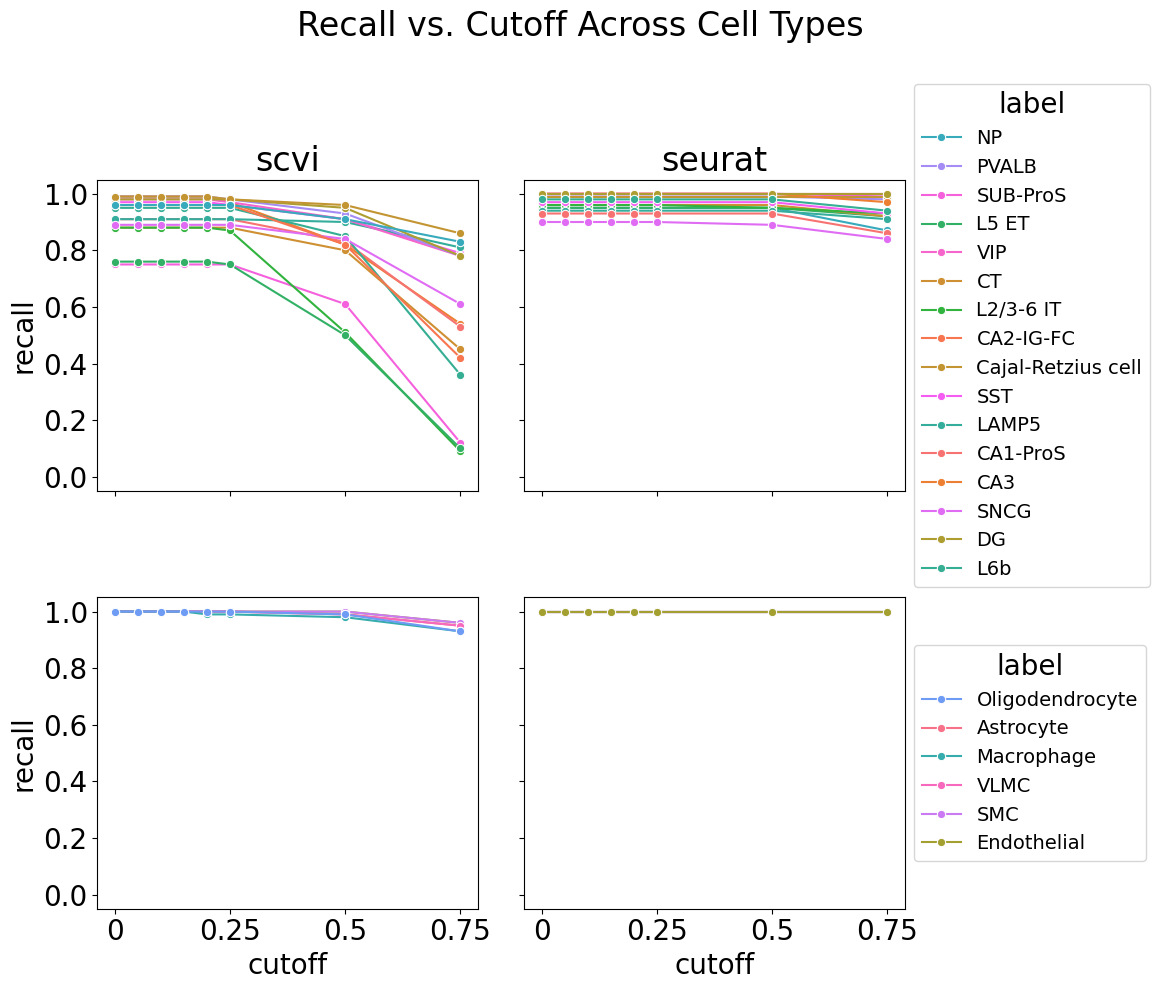 Recall vs. Cutoff Across Cell Types
scvi
seurat
recall
1.0
0.8
0.6
0.4
0.2
0.0
label
NP
PVALB
SUB-ProS
L5 ET
VIP
CT
L2/3-6 IT
CA2-IG-FC
Cajal-Retzius cell
SST
LAMP5
CA1-ProS
CA3
SNCG
DG
L6b
recall
1.0
0.8
0.6
0.4
0.2
0.0
0 0.25 0.5 0.75
cutoff
0 0.25 0.5 0.75
cutoff
label
Oligodendrocyte
Astrocyte
Macrophage
VLMC
SMC
Endothelial